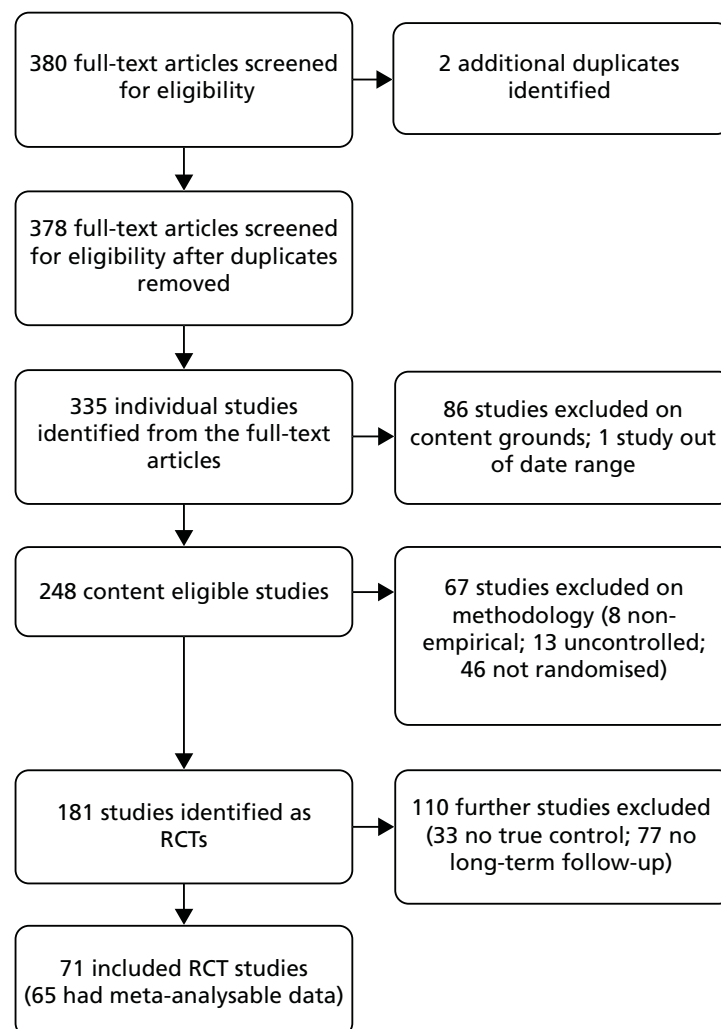 380 full-text articles screened
for eligibility
2 additional duplicates
identified
378 full-text articles screened
for eligibility after duplicates
removed
335 individual studies
identified from the full-text
articles
86 studies excluded on
content grounds; 1 study out
of date range
248 content eligible studies
67 studies excluded on
methodology (8 non-
empirical; 13 uncontrolled;
46 not randomised)
181 studies identified as
RCTs
110 further studies excluded
(33 no true control; 77 no
long-term follow-up)
71 included RCT studies
(65 had meta-analysable data)